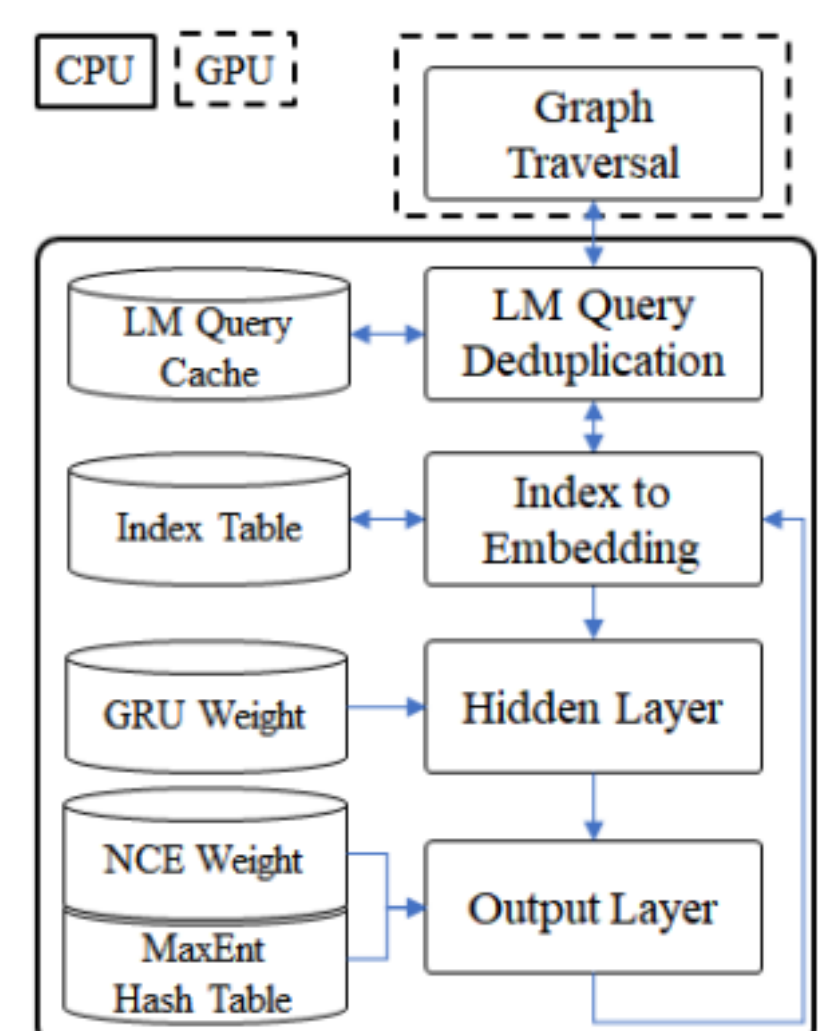 CPU
GPU
Graph
Traversal
LM Query
Cache
LM Query
Deduplication
Index Table
Index to
Embedding
GRU Weight
Hidden Layer
NCE Weight
MaxEnt
Hash Table
Output Layer